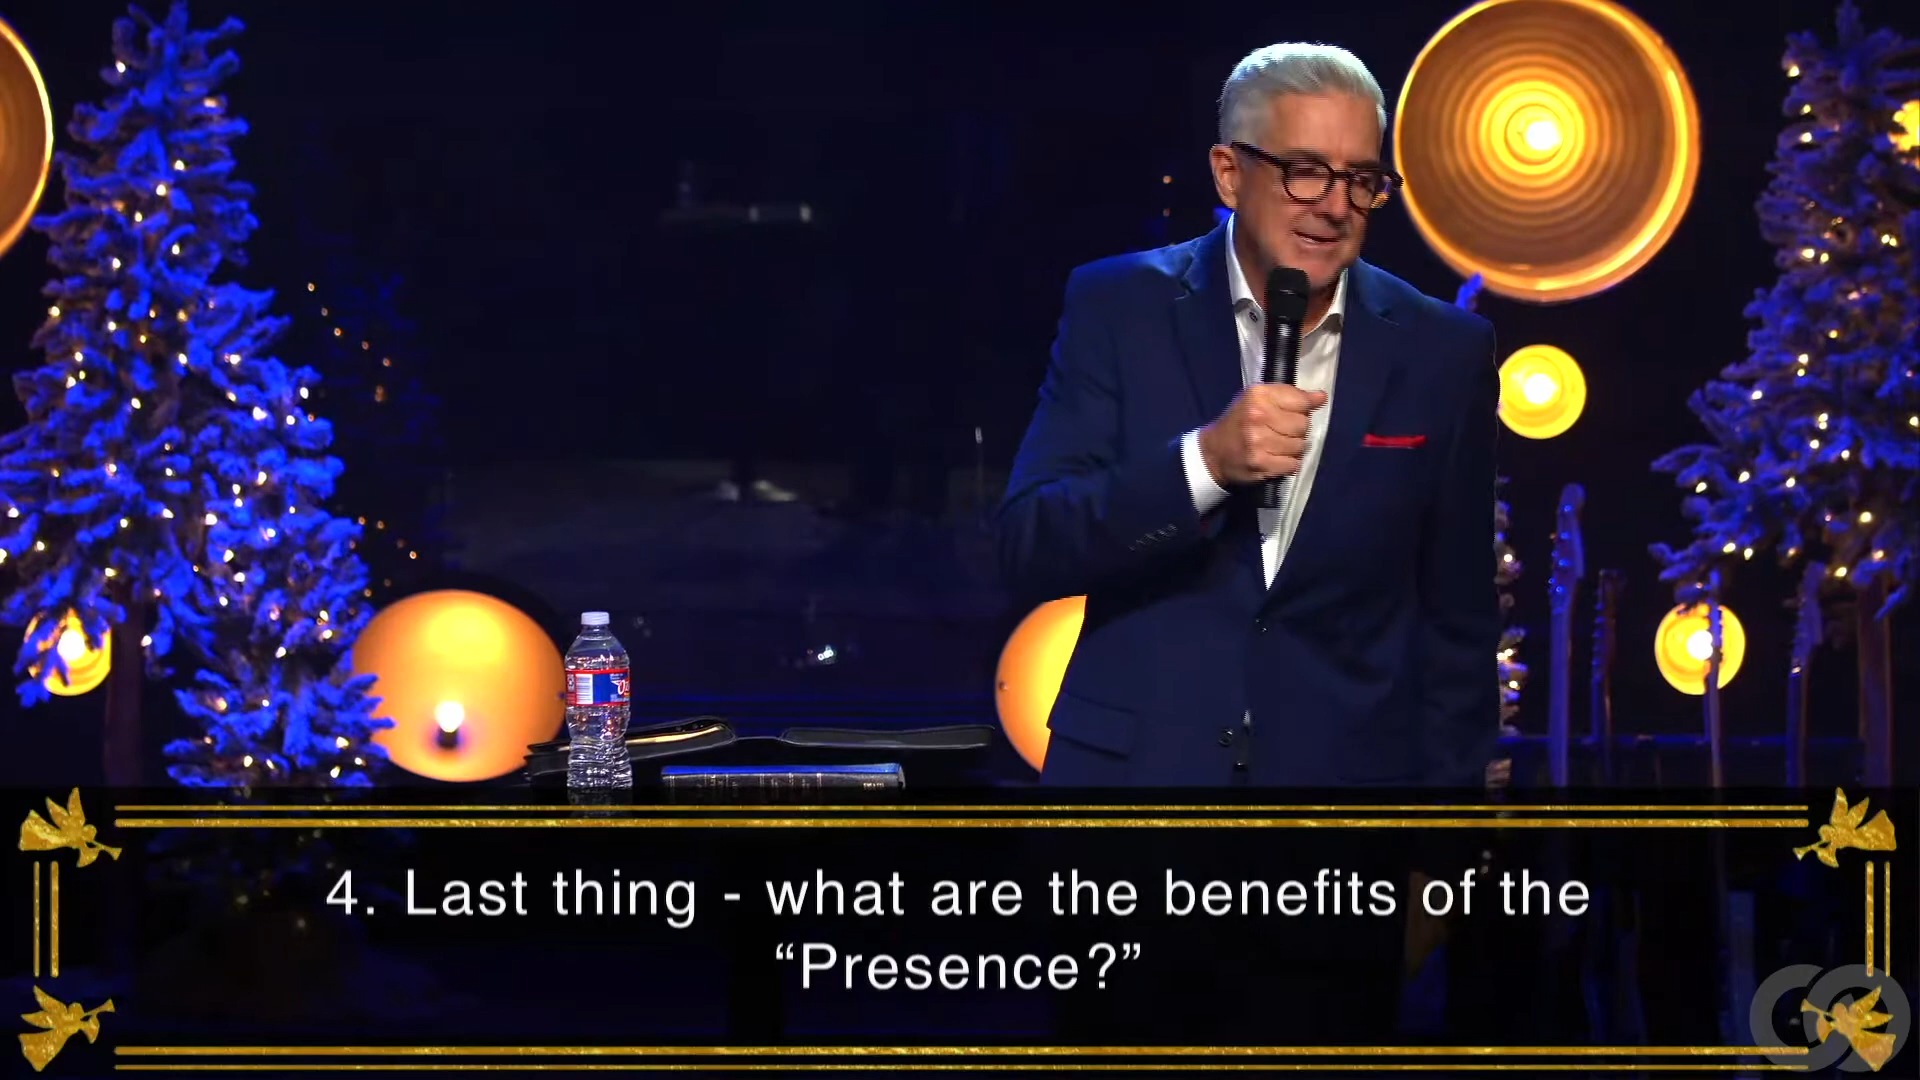 4. Last thing - what are the benefits of the
“Presence?”